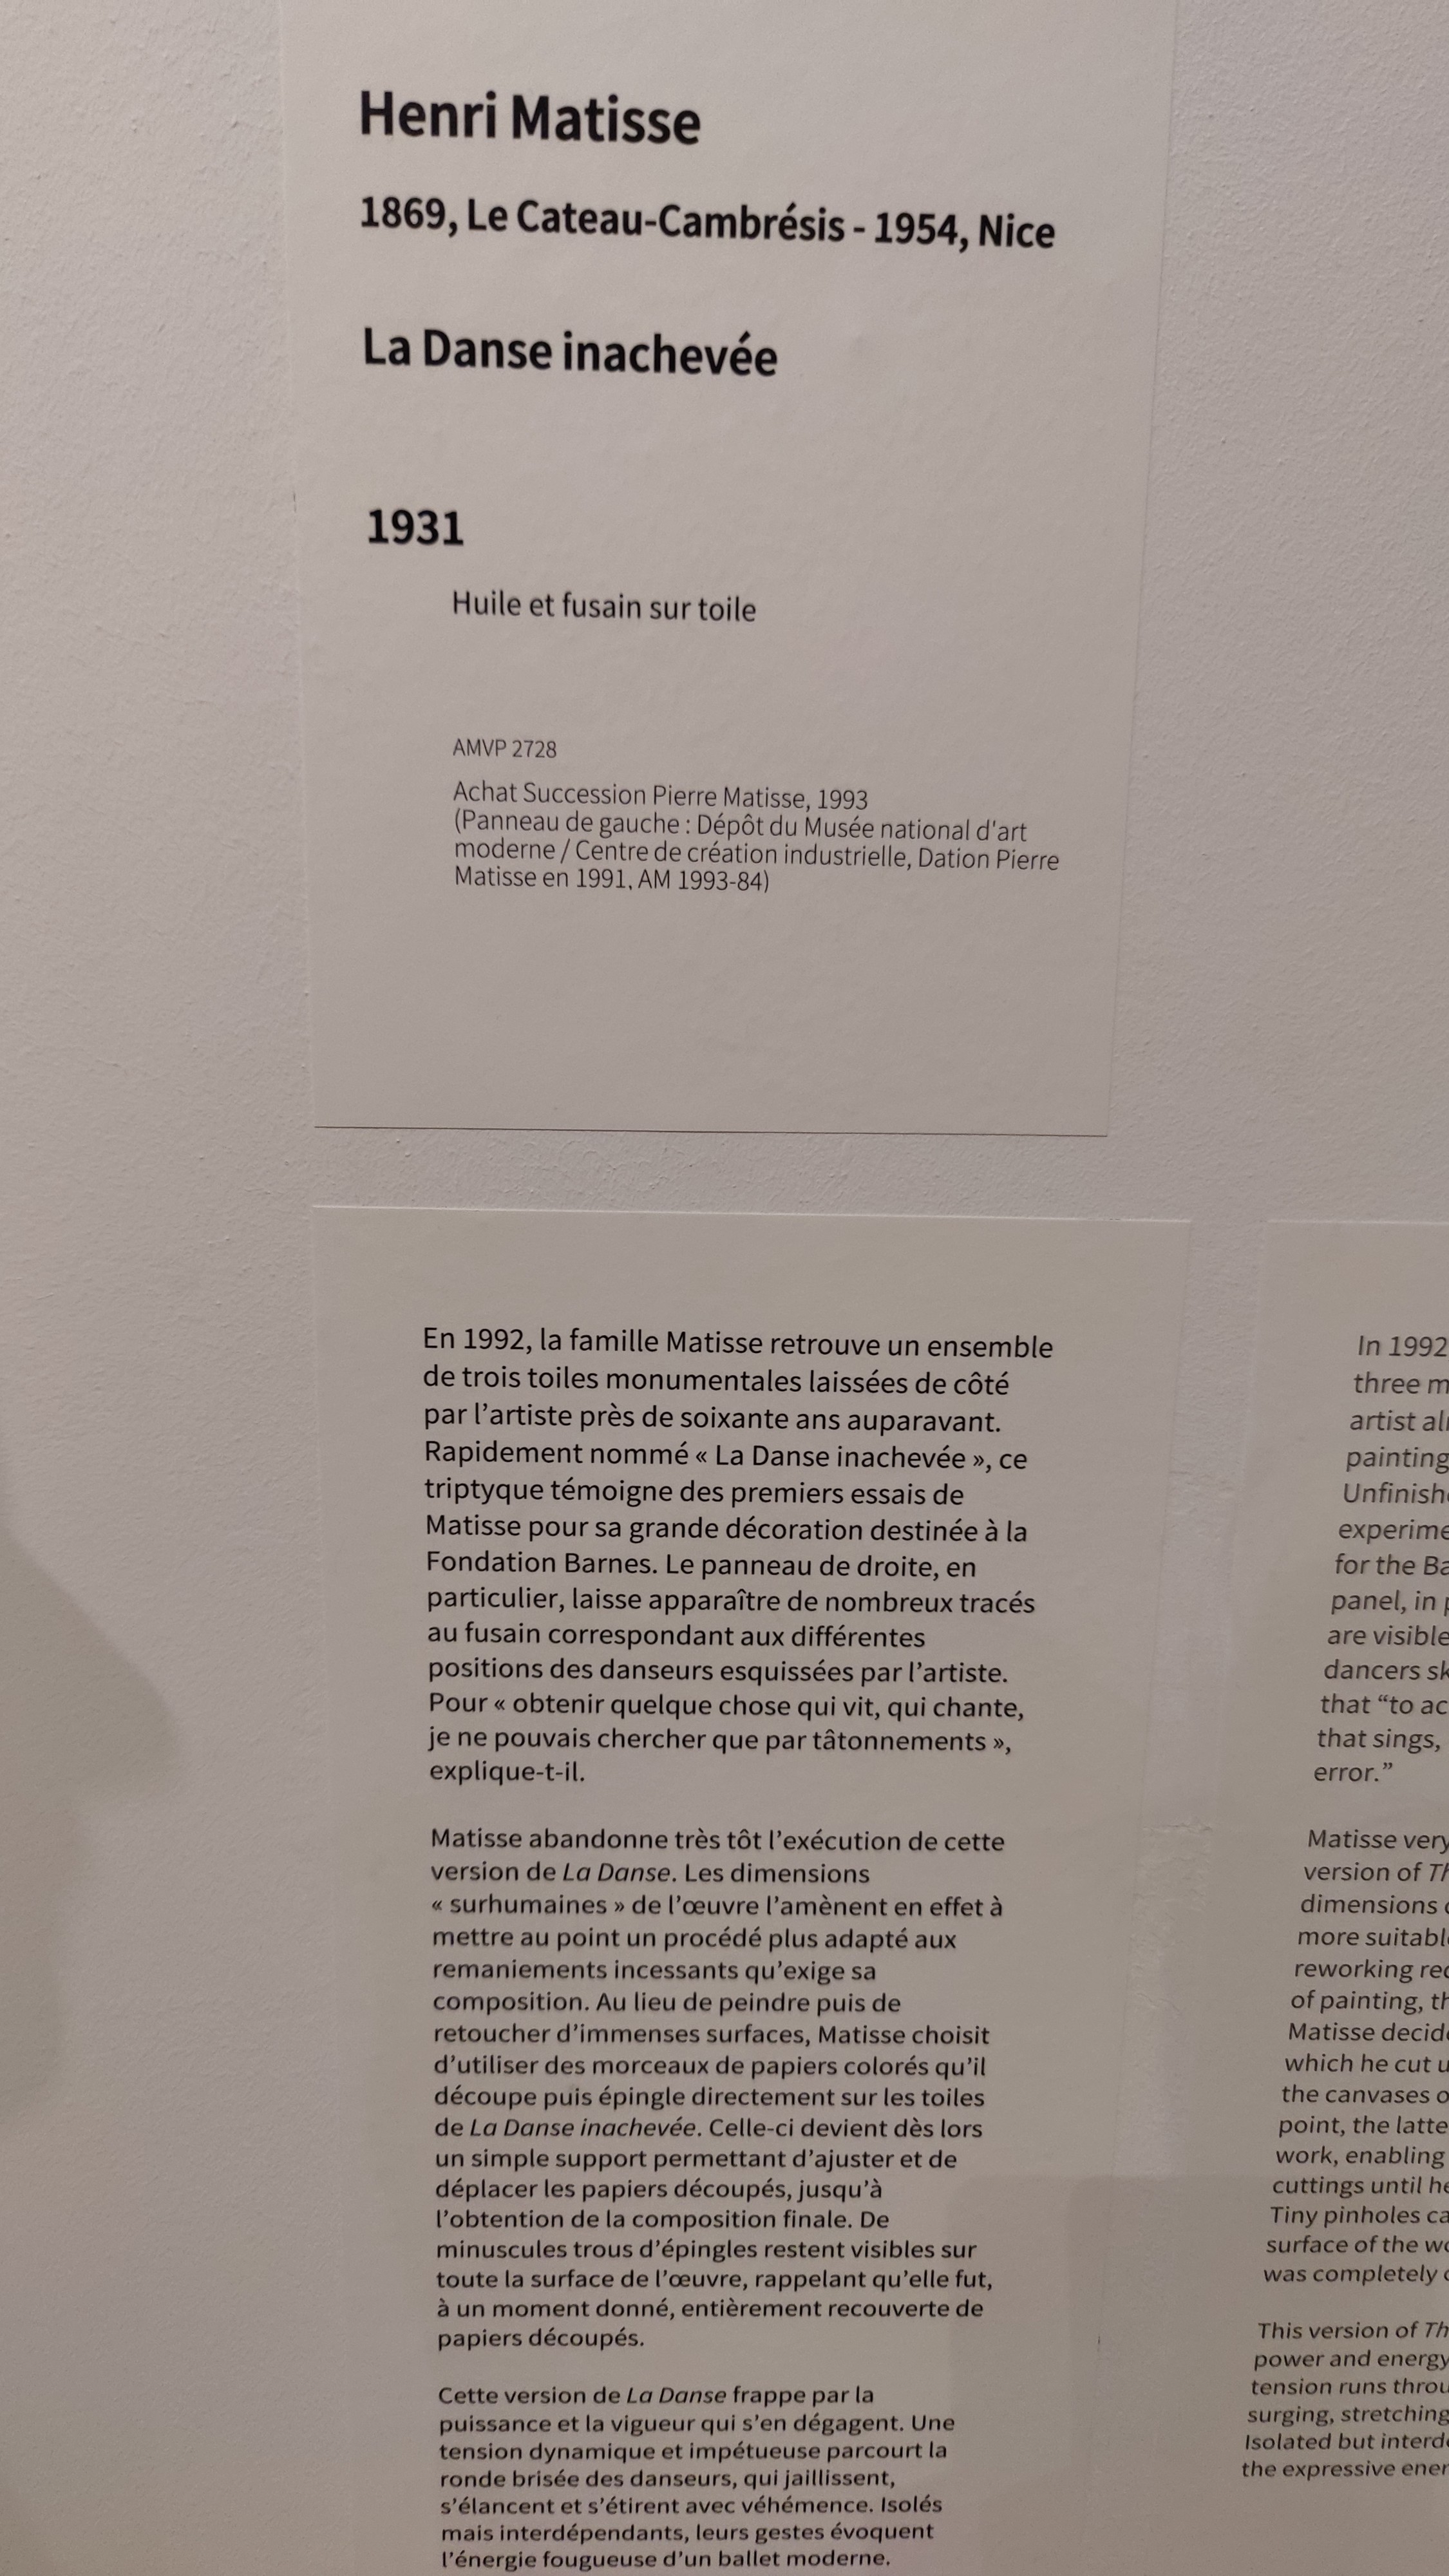 Henri Matisse
1869, Le Cateau-Cambrésis - 1954, Nice
La Danse inachevée
1931
Huile et fusain sur toile
AMVP 2728
Achat Succession Pierre Matisse, 1993
(Panneau de gauche : Dépôt du Musée national d'art
moderne / Centre de création industrielle, Dation Pierre
Matisse en 1991, AM 1993-84)
En 1992, la famille Matisse retrouve un ensemble
de trois toiles monumentales laissées de côté
par l’artiste près de soixante ans auparavant.
Rapidement nommé « La Danse inachevée », ce
triptyque témoigne des premiers essais de
Matisse pour sa grande décoration destinée à la
Fondation Barnes. Le panneau de droite, en
particulier, laisse apparaître de nombreux tracés
au fusain correspondant aux différentes
positions des danseurs esquissées par l’artiste.
Pour « obtenir quelque chose qui vit, qui chante,
je ne pouvais chercher que par tâtonnements »,
explique-t-il.
Matisse abandonne très tôt l’exécution de cette
version de La Danse. Les dimensions
« surhumaines » de l’œuvre l’amènent en effet à
mettre au point un procédé plus adapté aux
remaniements incessants qu’exige sa
composition. Au lieu de peindre puis de
retoucher d’immenses surfaces, Matisse choisit
d’utiliser des morceaux de papiers colorés qu’il
découpe puis épingle directement sur les toiles
de La Danse inachevée. Celle-ci devient dès lors
un simple support permettant d’ajuster et de
déplacer les papiers découpés, jusqu’à
l’obtention de la composition finale. De
minuscules trous d’épingles restent visibles sur
toute la surface de l’œuvre, rappelant qu’elle fut,
à un moment donné, entièrement recouverte de
papiers découpés.
Cette version de La Danse frappe par la
puissance et la vigueur qui s’en dégagent. Une
tension dynamique et impétueuse parcourt la
ronde brisée des danseurs, qui jaillissent,
s’élancent et s’étirent avec véhémence. Isolés
mais interdépendants, leurs gestes évoquent
l’énergie fougueuse d’un ballet moderne.
In 1992
three
artist
painting
for the
panel, in
are visible
dancers
that “to
that sings,
error.”
Matisse very
version of
dimensions
more
reworking
of painting,
Matisse
which he cut
the canvases
point, the
work, enabling
cuttings until
Tiny pinholes
surface of the
was completely
This version of
power and energy
tension runs
surging, stretching
Isolated but
the expressive